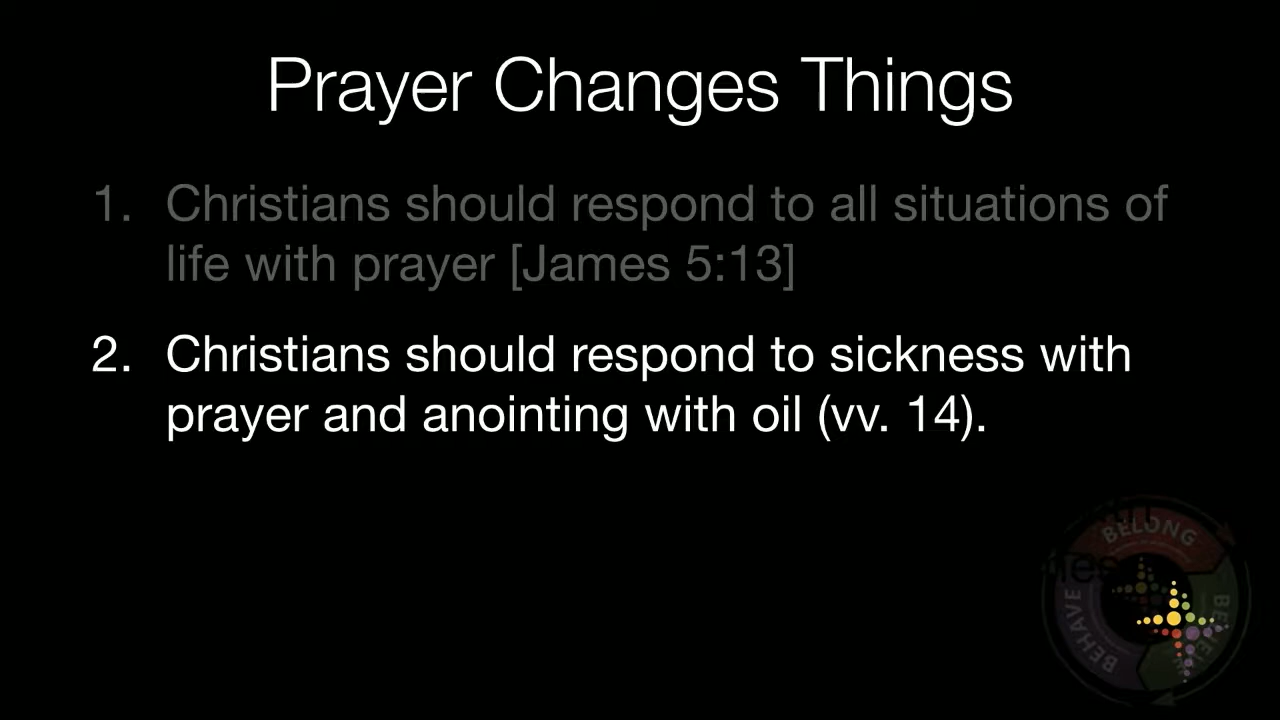 Prayer Changes Things
1. Christians should respond to all situations of
life with prayer [James 5:13]
2. Christians should respond to sickness with
prayer and anointing with oil (vv. 14).
BELONG
BEHAVE